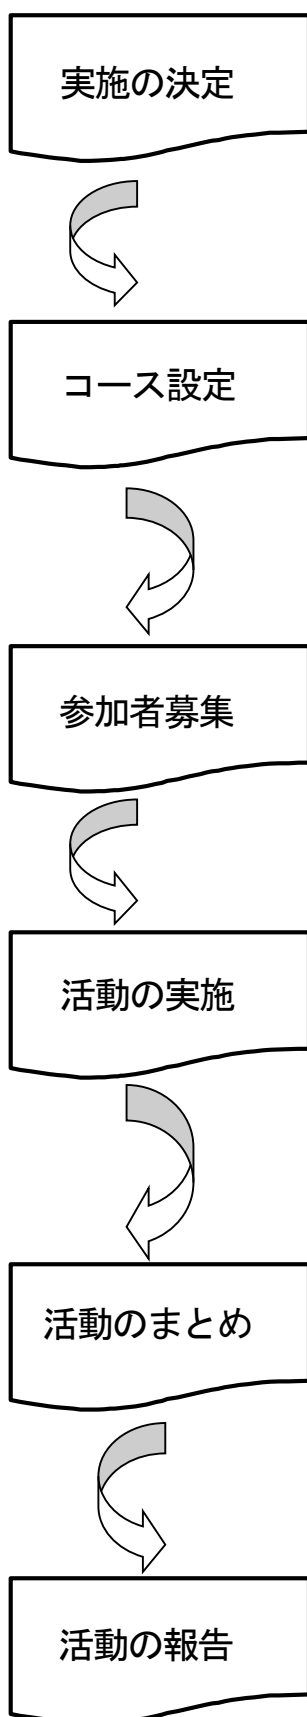 実施の決定
コース設定
参加者募集
活動の実施
活動のまとめ
活動の報告